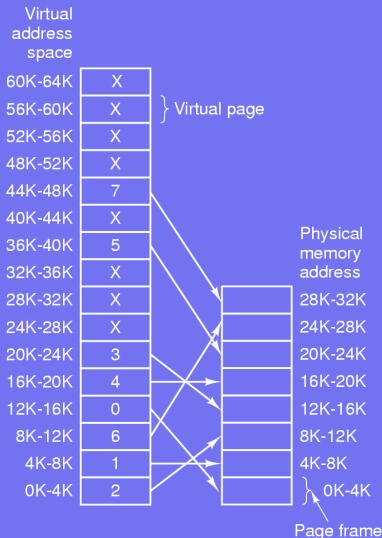 Virtual
address
space
60K-64K X
56K-60K X Virtual page
52K-56K X
48K-52K X
44K-48K 7
40K-44K X
36K-40K 5
32K-36K X
28K-32K X
24K-28K X
20K-24K 3
16K-20K 4
12K-16K 0
8K-12K 6
4K-8K 1
0K-4K 2
Physical
memory
address
28K-32K
24K-28K
20K-24K
16K-20K
12K-16K
8K-12K
4K-8K
0K-4K
Page frame